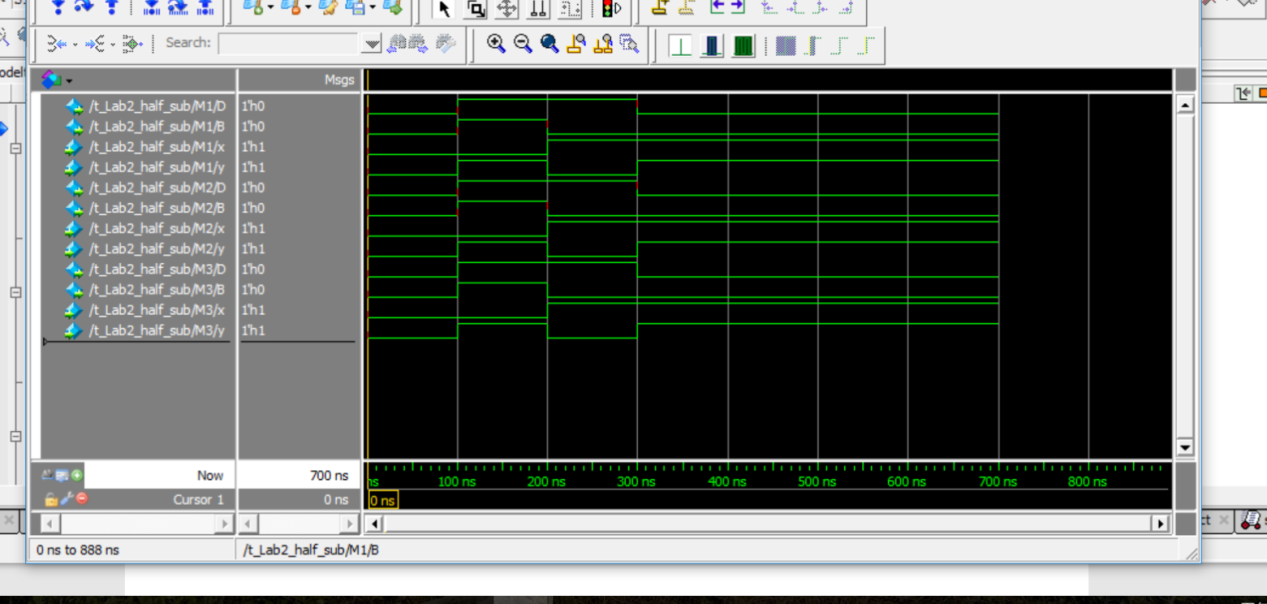 Search:
Msgs
/t_Lab2_half_sub/M1/D 1'h0
/t_Lab2_half_sub/M1/B 1'h0
/t_Lab2_half_sub/M1/x 1'h1
/t_Lab2_half_sub/M1/y 1'h1
/t_Lab2_half_sub/M2/D 1'h0
/t_Lab2_half_sub/M2/B 1'h0
/t_Lab2_half_sub/M2/x 1'h1
/t_Lab2_half_sub/M2/y 1'h1
/t_Lab2_half_sub/M3/D 1'h0
/t_Lab2_half_sub/M3/B 1'h0
/t_Lab2_half_sub/M3/x 1'h1
/t_Lab2_half_sub/M3/y 1'h1
Now 700 ns ns 100 ns 200 ns 300 ns 400 ns 500 ns 600 ns 700 ns 800 ns
Cursor 1 0 ns 0 ns
0 ns to 888 ns /t_Lab2_half_sub/M1/B